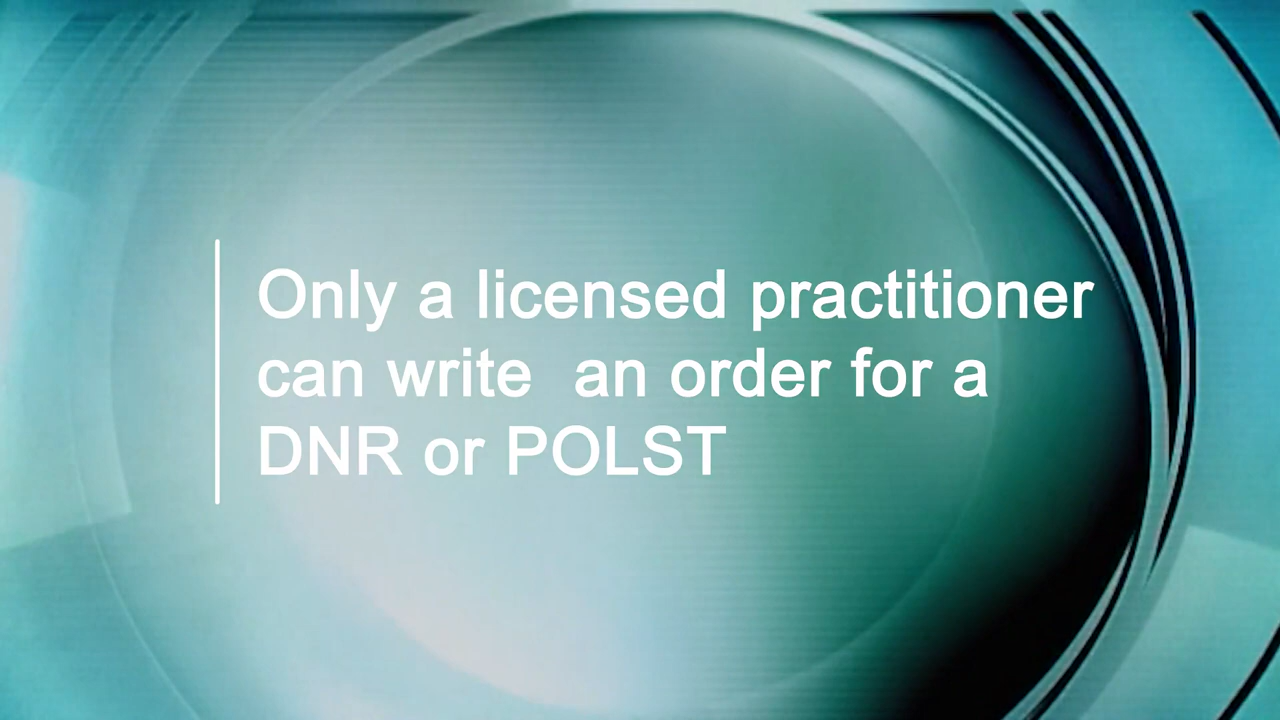 Only a licensed practitioner
can write  an order for a
DNR or POLST